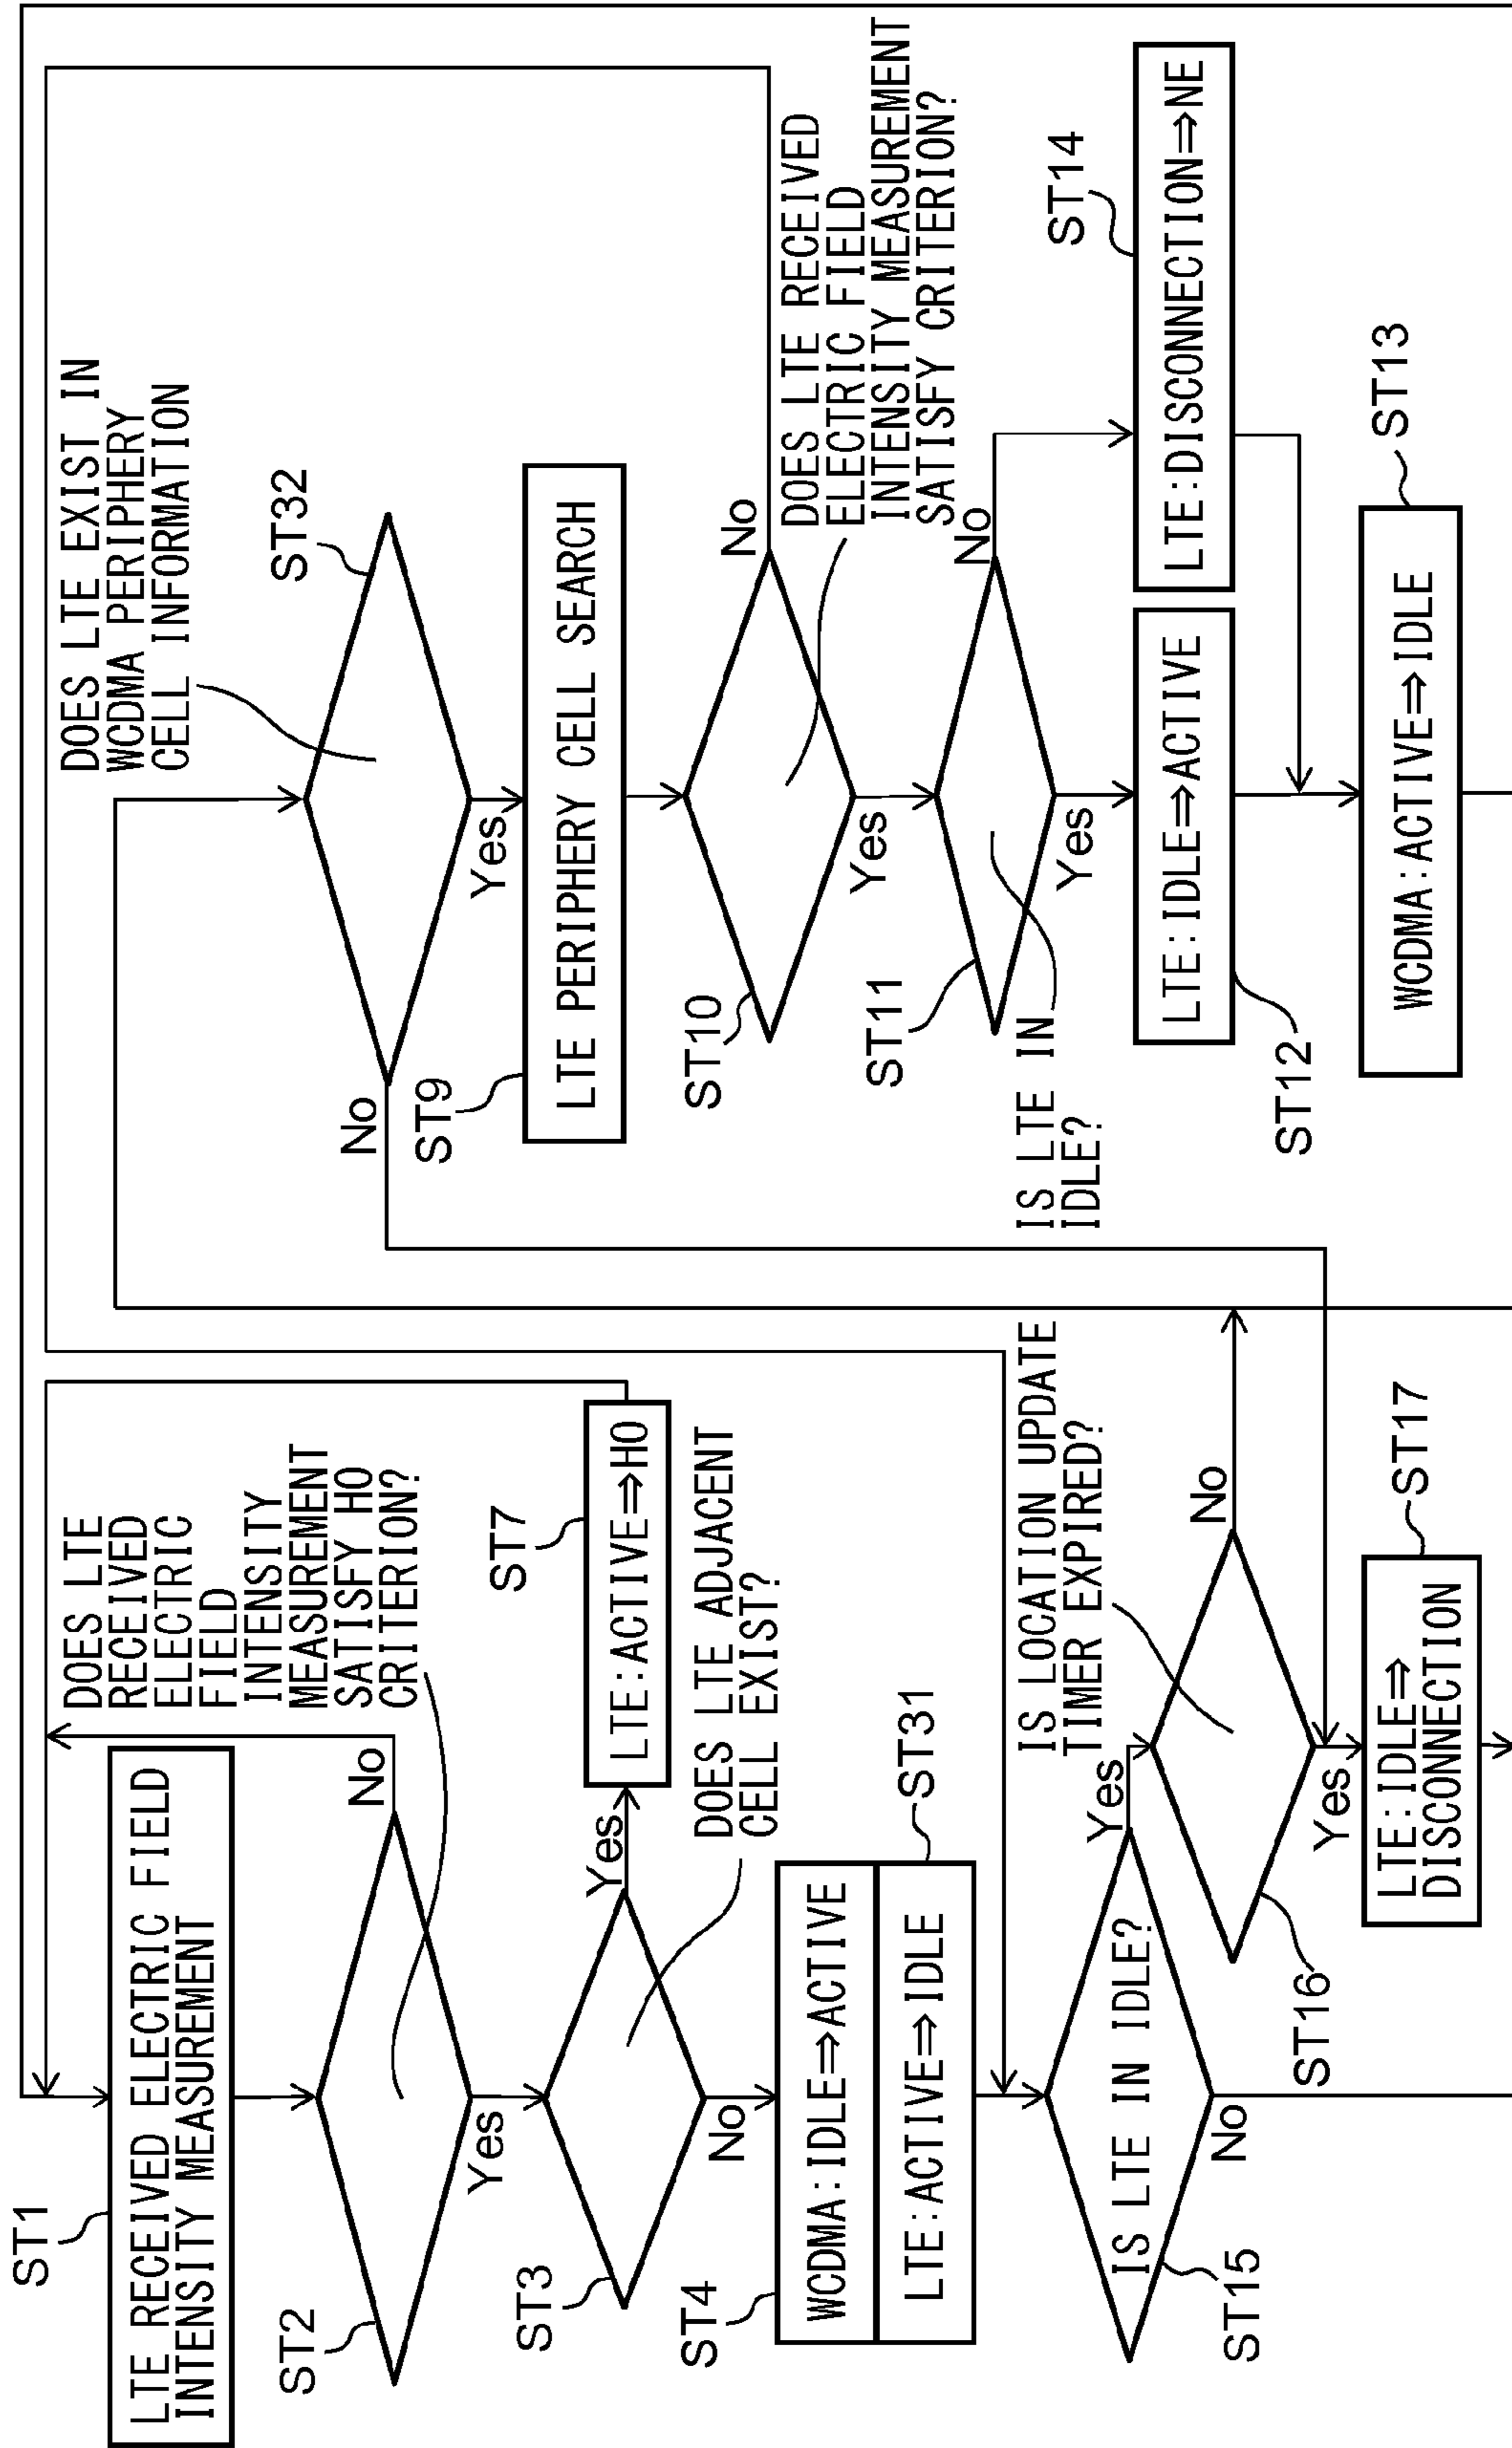 ST1
LTE RECEIVED ELECTRIC FIELD
INTENSITY MEASUREMENT
DOES LTE
RECEIVED
ELECTRIC
FIELD
INTENSITY
MEASUREMENT
SATISFY HO
CRITERION?
ST2
No
Yes
ST3
Yes
ST7
LTE:ACTIVE⇒HO
DOES LTE ADJACENT
CELL EXIST?
No
ST4
WCDMA:IDLE⇒ACTIVE
LTE:ACTIVE⇒IDLE
ST31
IS LTE IN IDLE?
ST15
Yes
No
IS LOCATION UPDATE
TIMER EXPIRED?
ST16
No
Yes
LTE:IDLE⇒
DISCONNECTION
ST17
DOES LTE EXIST IN
WCDMA PERIPHERY
CELL INFORMATION
ST32
No
Yes
ST9
LTE PERIPHERY CELL SEARCH
ST10
No
DOES LTE RECEIVED
ELECTRIC FIELD
INTENSITY MEASUREMENT
SATISFY CRITERION?
Yes
ST11
No
IS LTE IN
IDLE?
Yes
LTE:IDLE⇒ACTIVE
ST12
ST14
LTE:DISCONNECTION⇒NE
WCDMA:ACTIVE⇒IDLE
ST13